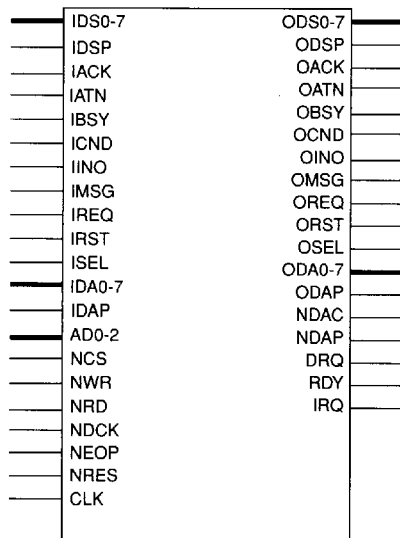 IDS0-7
IDSP
IACK
IATN
IBSY
ICND
IINO
IMSG
IREQ
IRST
ISEL
IDA0-7
IDAP
AD0-2
NCS
NWR
NRD
NDCK
NEOP
NRES
CLK
ODS0-7
ODSP
OACK
OATN
OBSY
OCND
OINO
OMSG
OREQ
ORST
OSEL
ODA0-7
ODAP
NDAC
NDAP
DRQ
RDY
IRQ